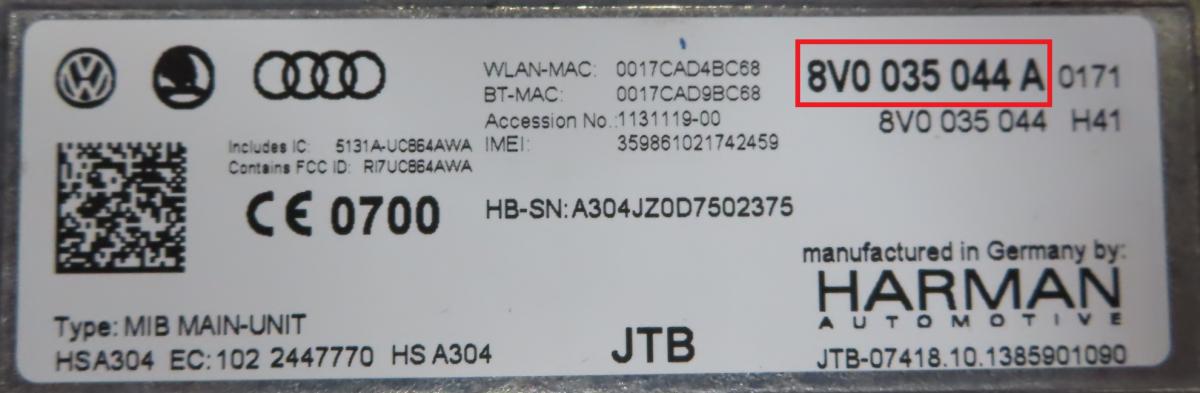 WLAN-MAC: 0017CAD4BC68
BT-MAC: 0017CAD9BC68
Accession No.:1131119-00
IMEI: 359861021742459
8V0 035 044 A 0171
8V0 035 044 H41
Includes IC: 5131A-UC864AWA
Contains FCC ID: RI7UC864AWA
CE 0700
HB-SN: A304JZ0D7502375
manufactured in Germany by:
HARMAN
AUTOMOTIVE
Type: MIB MAIN-UNIT
HS A304 EC: 102 2447770 HS A304
JTB
JTB-07418.10.1385901090